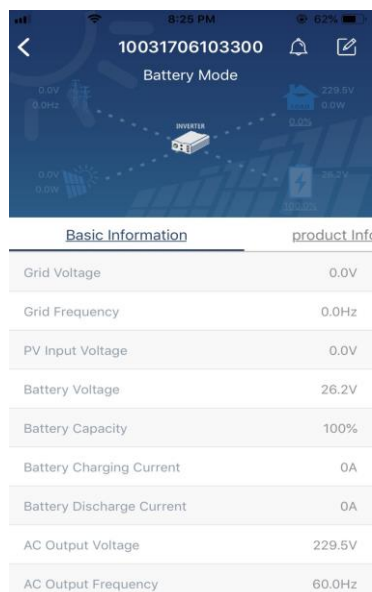 8:25 PM
62%
10031706103300
Battery Mode
0.0V
0.0Hz
229.5V
LOAD
0.0W
0.0%
INVERTER
0.0V
0.0W
26.2V
100.0%
Basic Information
product Info
Grid Voltage 0.0V
Grid Frequency 0.0Hz
PV Input Voltage 0.0V
Battery Voltage 26.2V
Battery Capacity 100%
Battery Charging Current 0A
Battery Discharge Current 0A
AC Output Voltage 229.5V
AC Output Frequency 60.0Hz